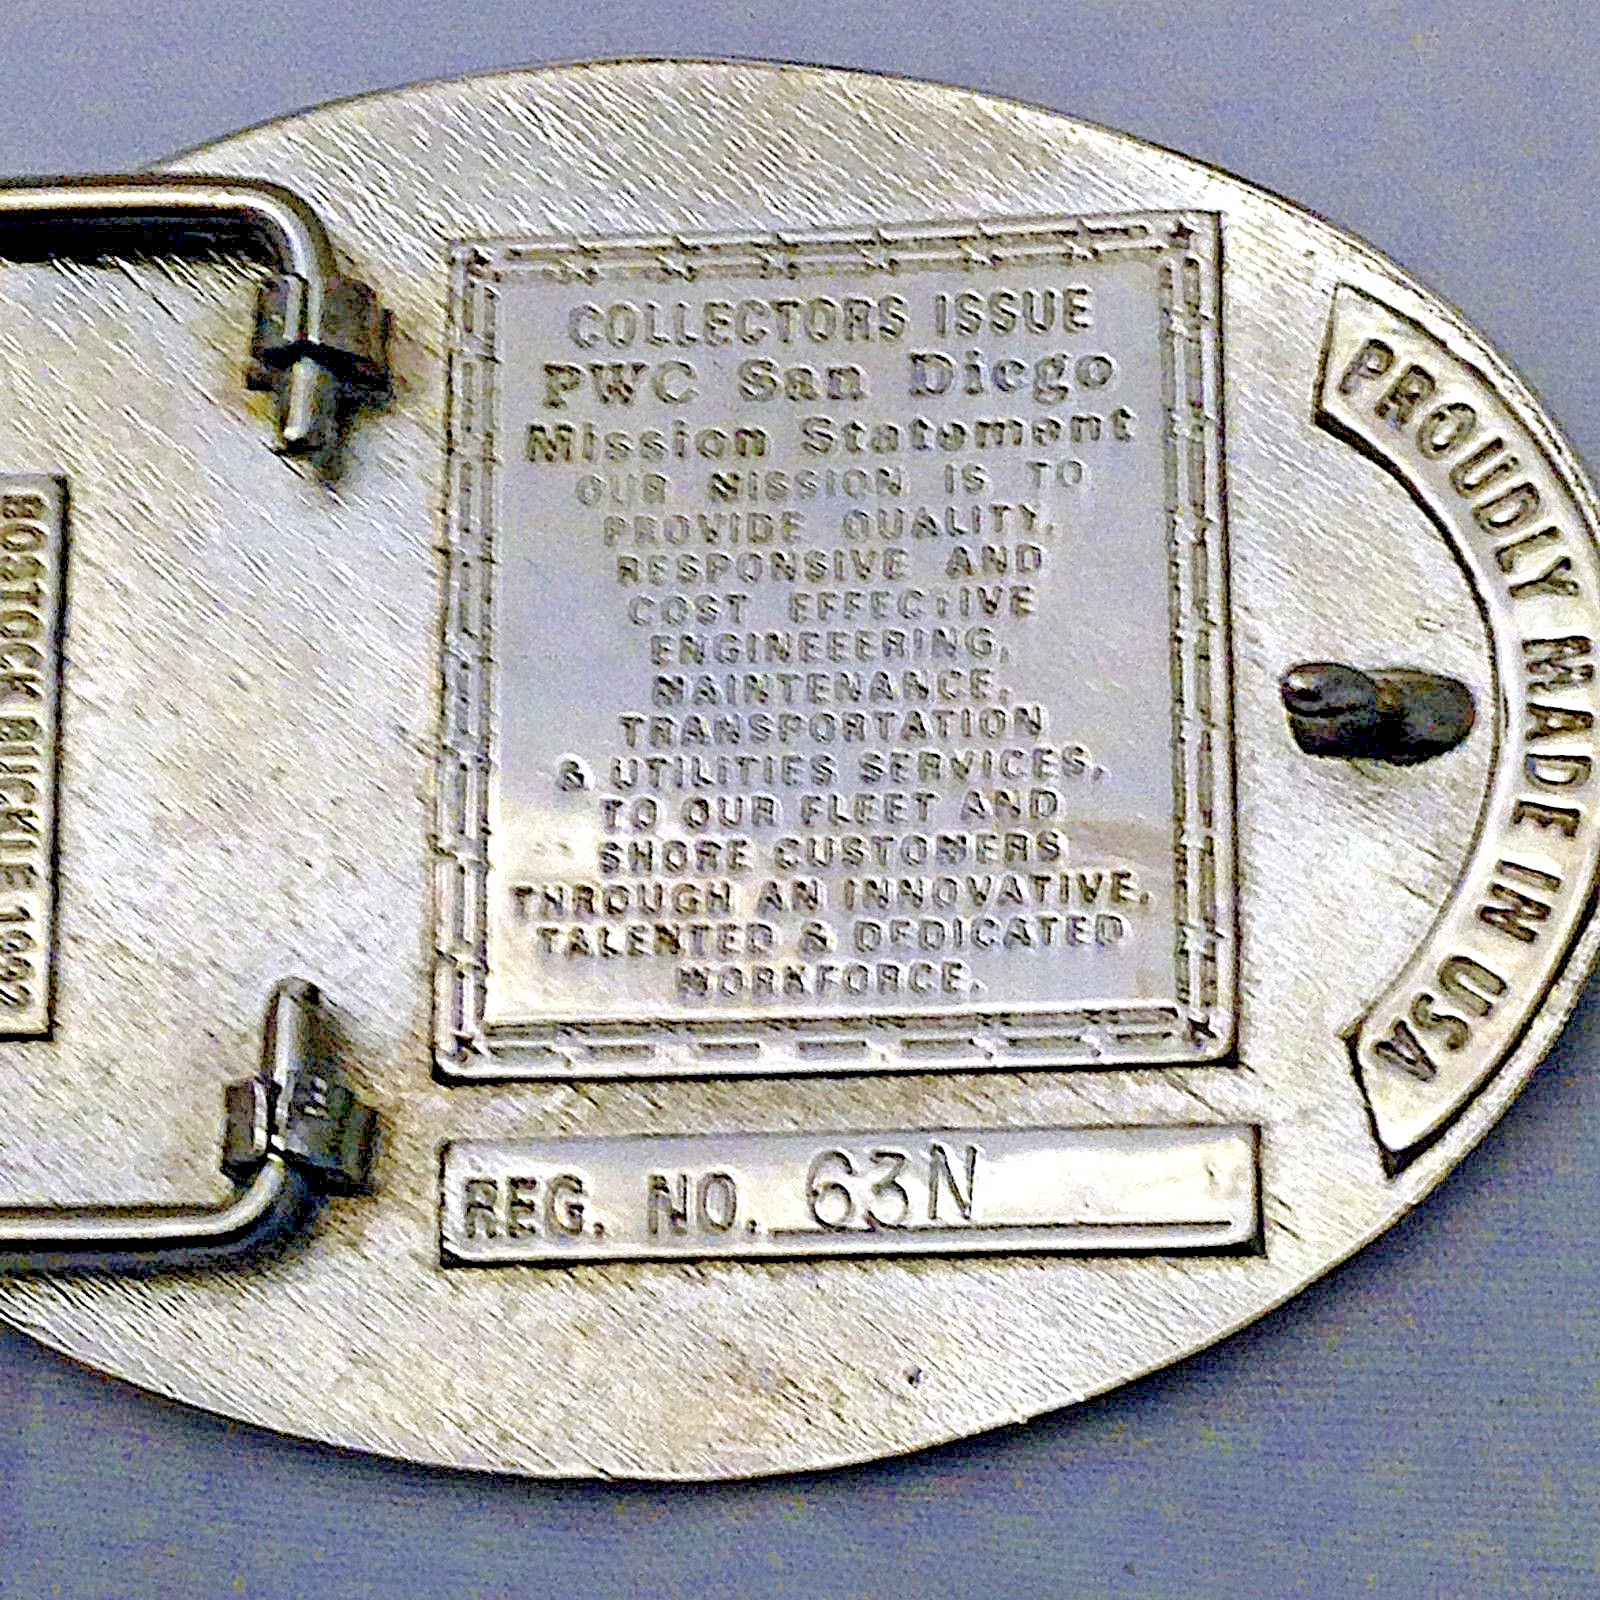 COLLECTORS ISSUE
PWC San Diego
Mission Statement
OUR MISSION IS TO
PROVIDE QUALITY,
RESPONSIVE AND
COST EFFECTIVE
ENGINEEERING,
MAINTENANCE,
TRANSPORTATION
& UTILITIES SERVICES,
TO OUR FLEET AND
SHORE CUSTOMERS
THROUGH AN INNOVATIVE,
TALENTED & DEDICATED
WORKFORCE.
REG. NO. 63N
PROUDLY MADE IN USA
BOSTOCK BUCKLE 1992